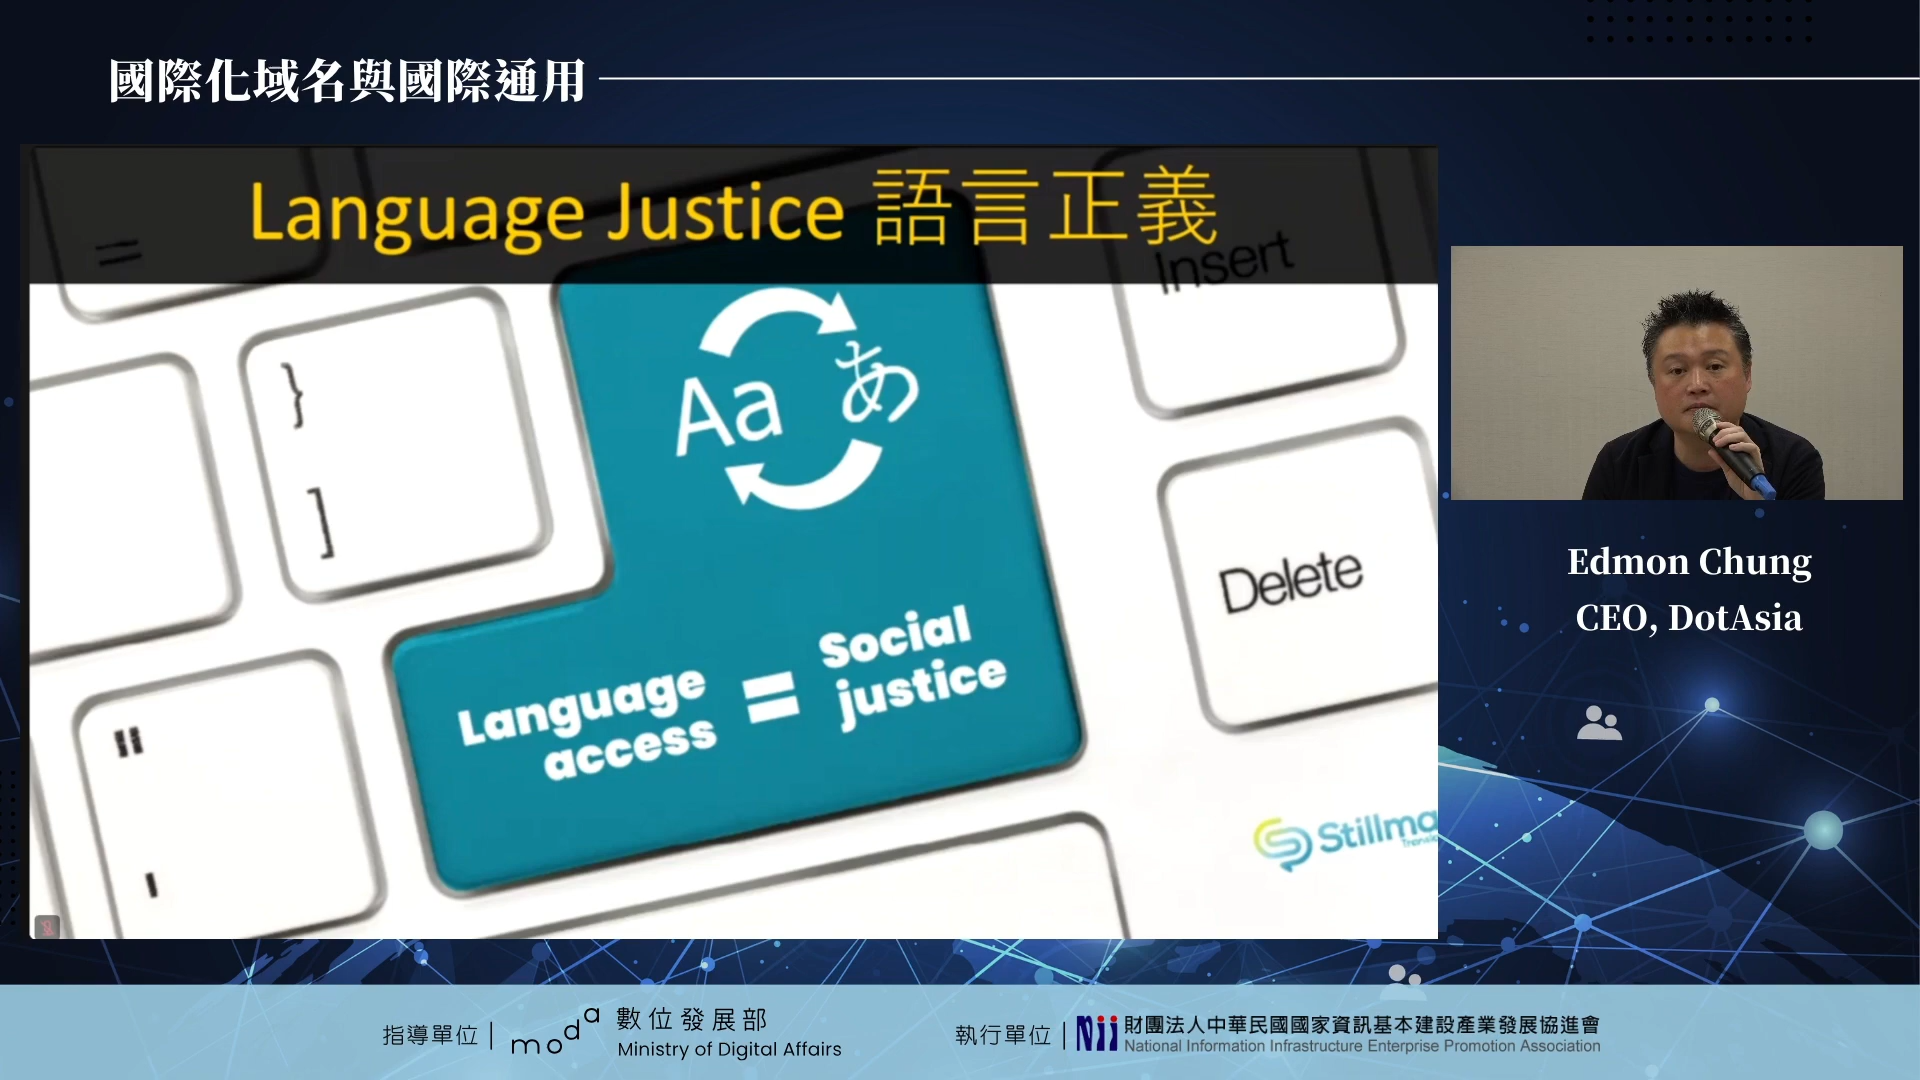 國際化域名與國際通用
Language Justice 語言正義
=
Insert
}
]
Aa あ
Delete
Language access = Social justice
"
'
Edmon Chung
CEO, DotAsia
指導單位
moda 數位發展部
Ministry of Digital Affairs
執行單位
NII 財團法人中華民國國家資訊基本建設產業發展協進會
National Information Infrastructure Enterprise Promotion Association